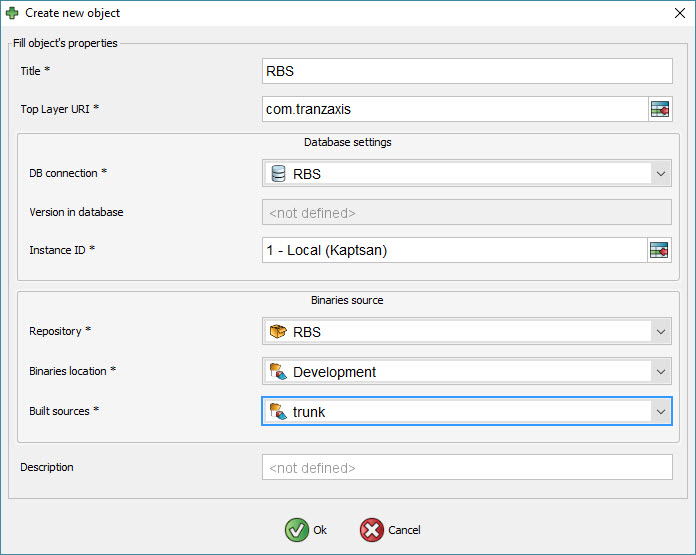 Create new object
Fill object's properties
Title * RBS
Top Layer URI * com.tranzaxis
Database settings
DB connection * RBS
Version in database <not defined>
Instance ID * 1 - Local (Kaptsan)
Binaries source
Repository * RBS
Binaries location * Development
Built sources * trunk
Description <not defined>
Ok Cancel